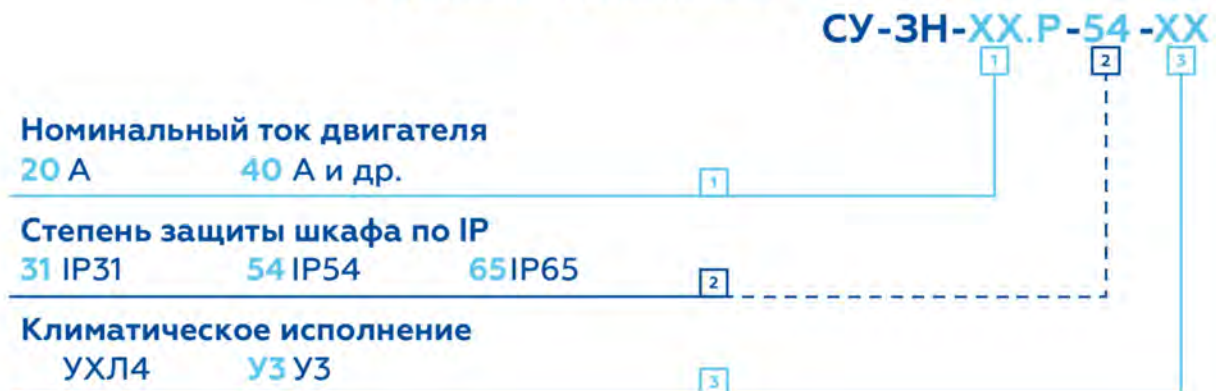 СУ-ЗН-XX.Р-54 -XX
1 2 3
Номинальный ток двигателя
20 А 40 А и др.
1
Степень защиты шкафа по IP
31 IP31 54 IP54 65 IP65
2
Климатическое исполнение
УХЛ4 У3 У3
3